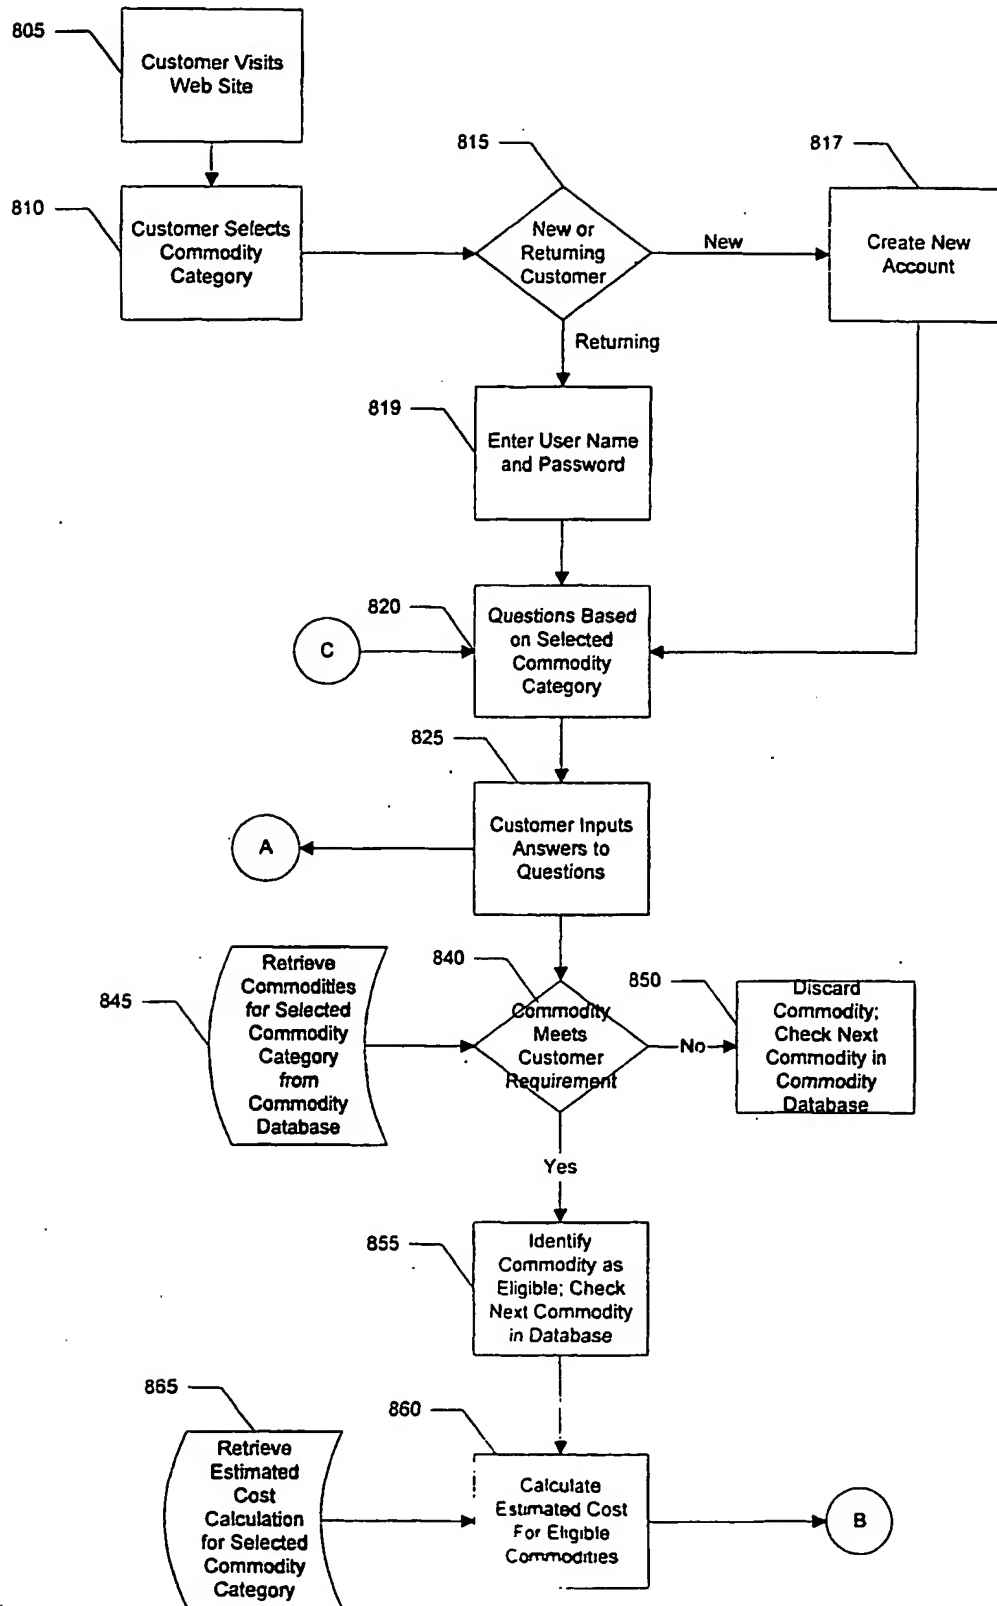 805
Customer Visits
Web Site
815
817
810
Customer Selects
Commodity
Category
New or
Returning
Customer
New
Create New
Account
Returning
819
Enter User Name
and Password
820
Questions Based
on Selected
Commodity
Category
C
825
Customer Inputs
Answers to
Questions
A
840
845
Retrieve
Commodities
for Selected
Commodity
Category
from
Commodity
Database
Commodity
Meets
Customer
Requirement
No
850
Discard
Commodity;
Check Next
Commodity in
Commodity
Database
Yes
855
Identify
Commodity as
Eligible; Check
Next Commodity
in Database
865
860
Retrieve
Estimated
Cost
Calculation
for Selected
Commodity
Category
Calculate
Estimated Cost
For Eligible
Commodities
B